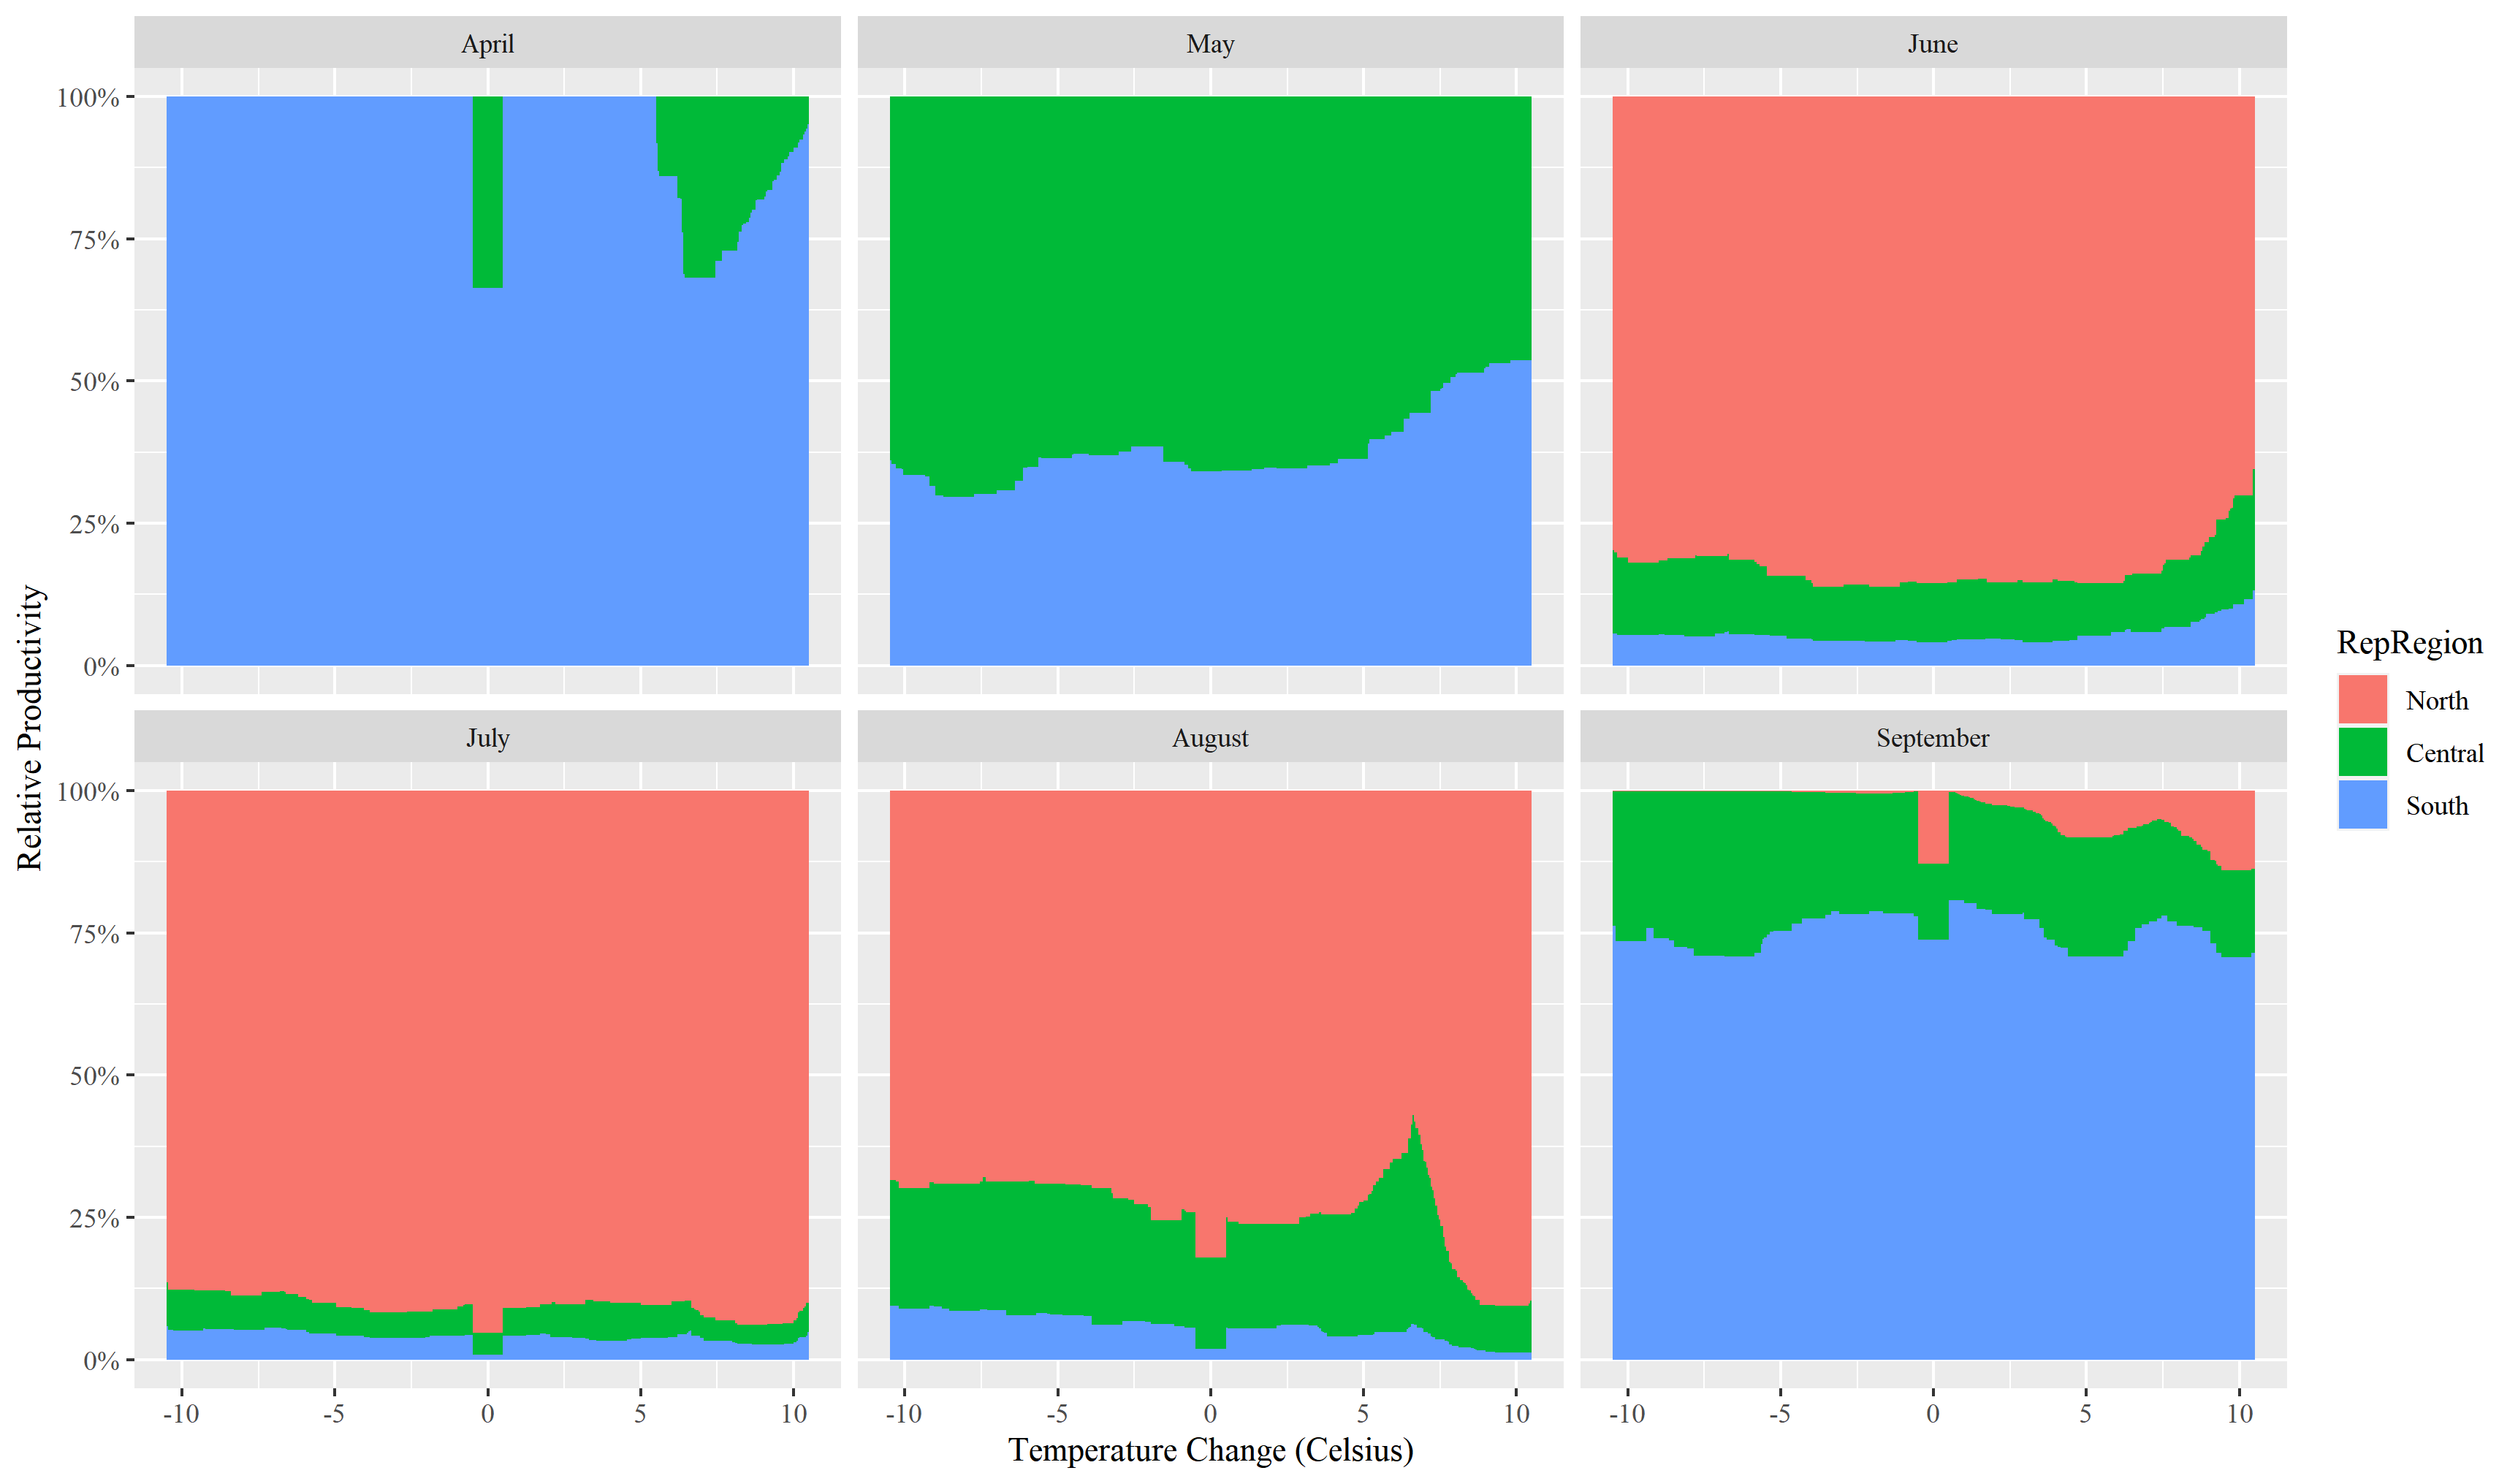 April
May
June
100%
75%
50%
25%
0%
July
August
September
100%
75%
50%
25%
0%
-10
-5
0
5
10
-10
-5
0
5
10
-10
-5
0
5
10
Temperature Change (Celsius)
Relative Productivity
RepRegion
North
Central
South